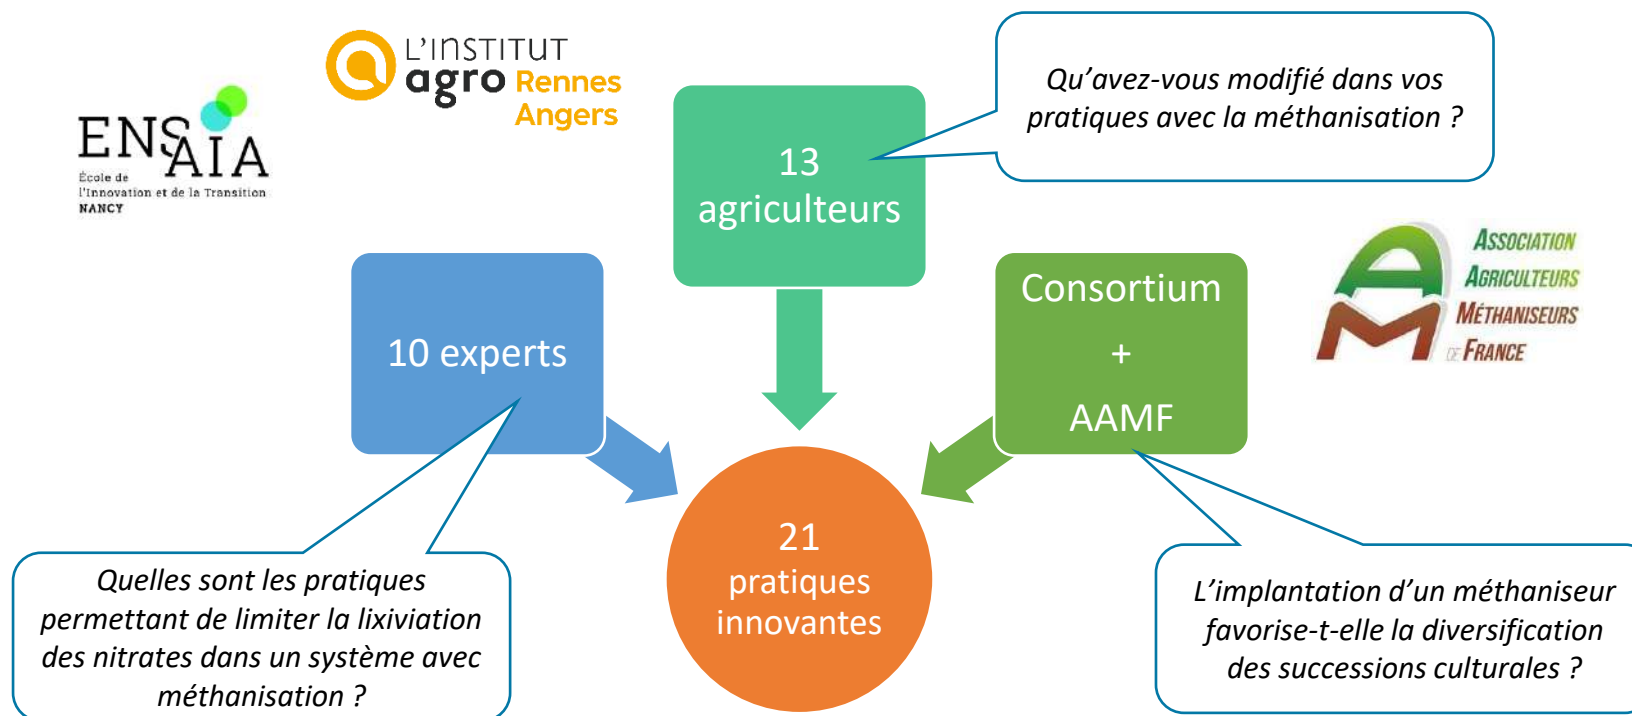 L'INSTITUT
agro Rennes
Angers
ENSAIA
École de
l'Innovation et de la Transition
NANCY
13
agriculteurs
Qu'avez-vous modifié dans vos
pratiques avec la méthanisation ?
10 experts
Consortium
+
AAMF
ASSOCIATION
AGRICULTEURS
MÉTHANISEURS
DE FRANCE
21
pratiques
innovantes
Quelles sont les pratiques
permettant de limiter la lixiviation
des nitrates dans un système avec
méthanisation ?
L'implantation d'un méthaniseur
favorise-t-elle la diversification
des successions culturales ?